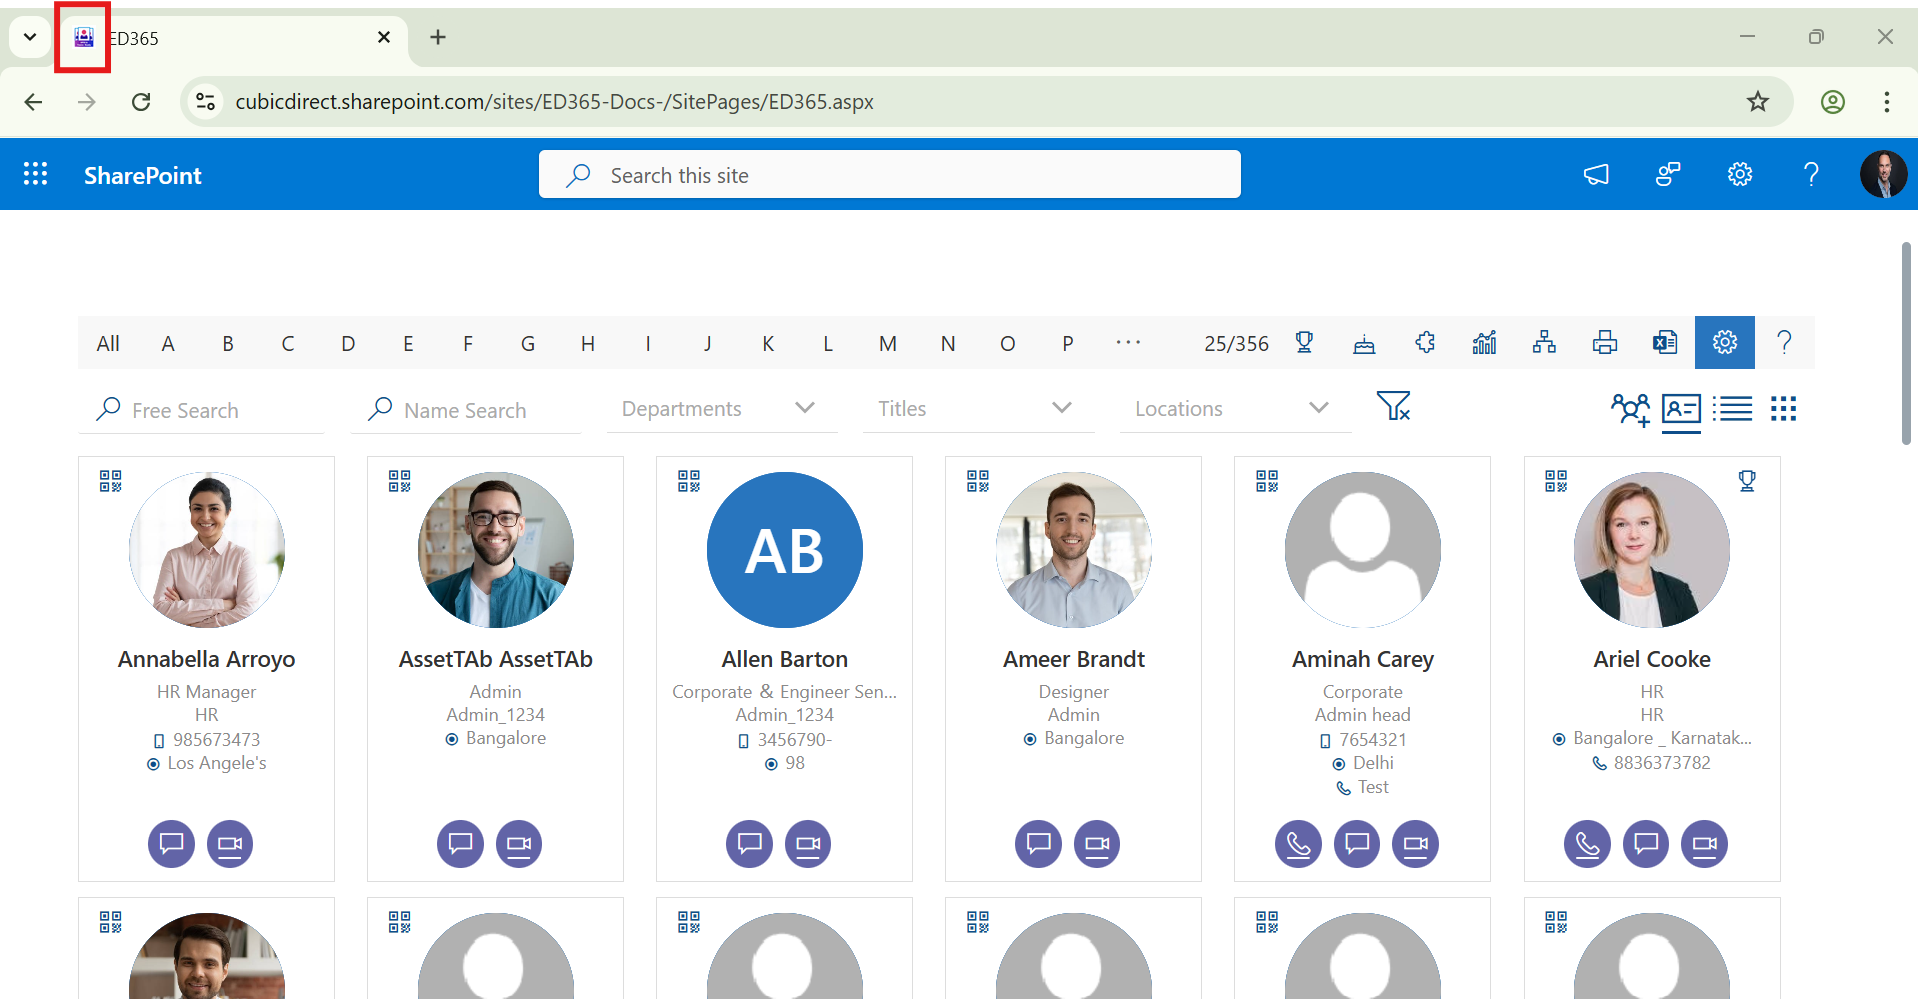 ED365
cubicdirect.sharepoint.com/sites/ED365-Docs-/SitePages/ED365.aspx
SharePoint
Search this site
?
All A B C D E F G H I J K L M N O P ··· 25/356 ?
Free Search Name Search Departments Titles Locations
AB
Annabella Arroyo
HR Manager
HR
985673473
Los Angele's
AssetTAb AssetTAb
Admin
Admin_1234
Bangalore
Allen Barton
Corporate & Engineer Sen...
Admin_1234
3456790-
98
Ameer Brandt
Designer
Admin
Bangalore
Aminah Carey
Corporate
Admin head
7654321
Delhi
Test
Ariel Cooke
HR
HR
Bangalore _ Karnatak...
8836373782